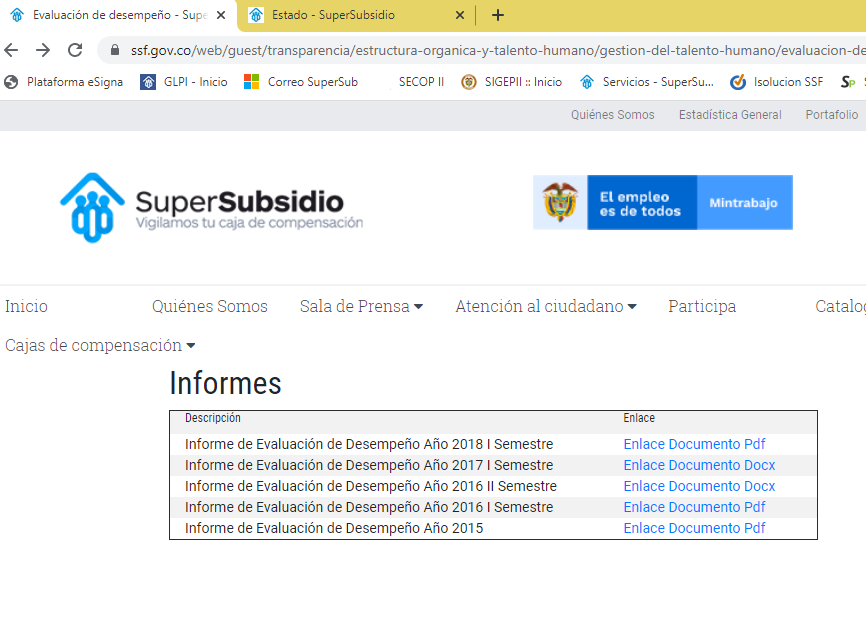 Evaluación de desempeño - Supe
Estado - SuperSubsidio
ssf.gov.co/web/guest/transparencia/estructura-organica-y-talento-humano/gestion-del-talento-humano/evaluacion-de
Plataforma eSigna GLPI - Inicio Correo SuperSub SECOP II SIGEPII :: Inicio Servicios - SuperSu... Isolucion SSF
Quiénes Somos Estadística General Portafolio
SuperSubsidio
Vigilamos tu caja de compensación
El empleo
es de todos
Mintrabajo
Inicio Quiénes Somos Sala de Prensa Atención al ciudadano Participa Catalog
Cajas de compensación
Informes
Descripción Enlace
Informe de Evaluación de Desempeño Año 2018 I Semestre Enlace Documento Pdf
Informe de Evaluación de Desempeño Año 2017 I Semestre Enlace Documento Docx
Informe de Evaluación de Desempeño Año 2016 II Semestre Enlace Documento Docx
Informe de Evaluación de Desempeño Año 2016 I Semestre Enlace Documento Pdf
Informe de Evaluación de Desempeño Año 2015 Enlace Documento Pdf